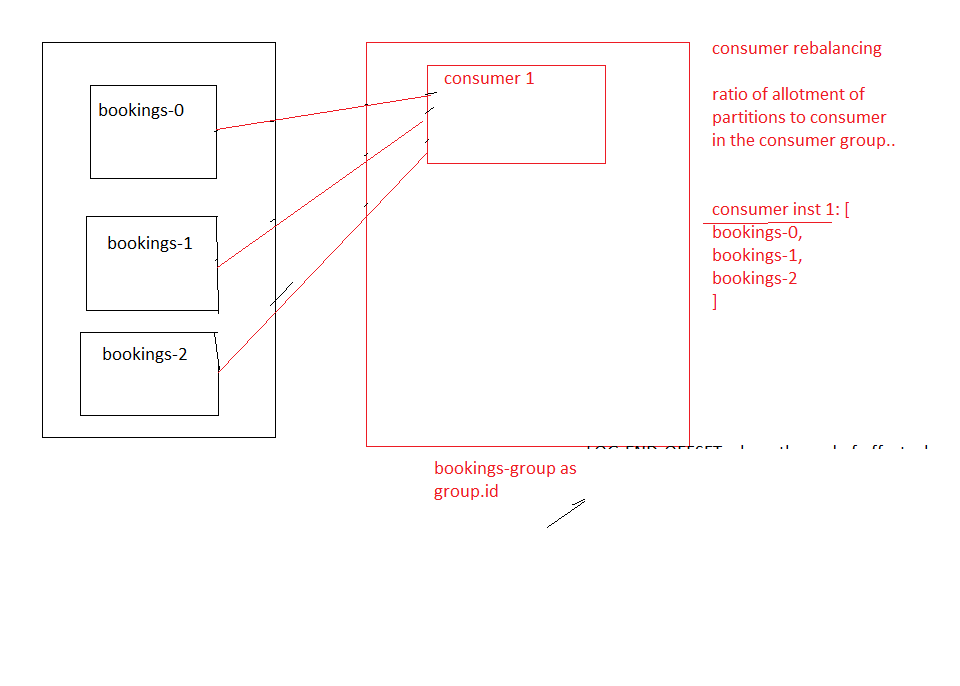 bookings-0
bookings-1
bookings-2
consumer 1
bookings-group as
group.id
consumer rebalancing
ratio of allotment of
partitions to consumer
in the consumer group..
consumer inst 1: [
bookings-0,
bookings-1,
bookings-2
]